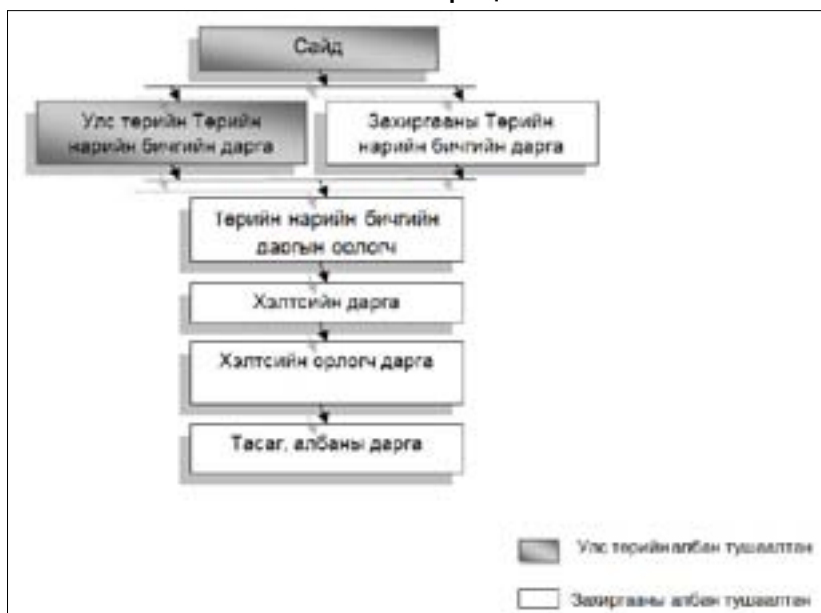 Сайд
Улс төрийн Төрийн
нарийн бичгийн дарга
Захиргааны Төрийн
нарийн бичгийн дарга
Төрийн нарийн бичгийн
даргын орлогч
Хэлтсийн дарга
Хэлтсийн орлогч дарга
Тасаг, албаны дарга
Улс төрийн албан тушаалтан
Захиргааны албан тушаалтан